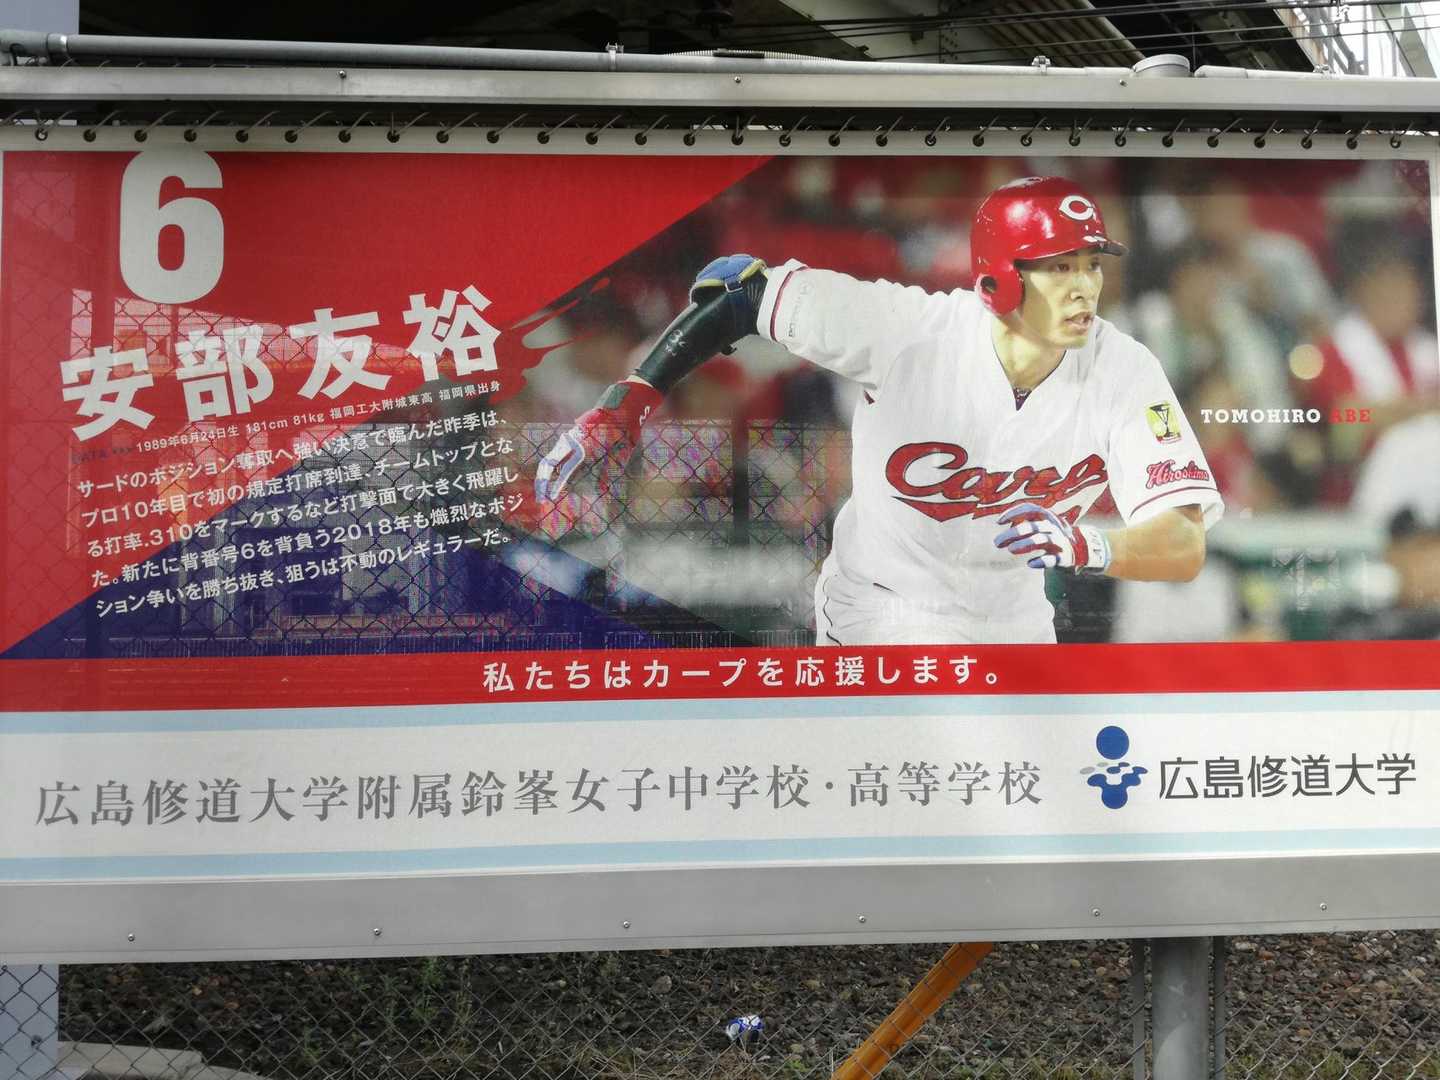 6
安部友裕
DATA 1989年6月24日生 181cm 81kg 福岡工大附城東高 福岡県出身
サードのポジション奪取へ強い決意で臨んだ昨季は、
プロ10年目で初の規定打席到達、チームトップとな
る打率.310をマークするなど打撃面で大きく飛躍し
た。新たに背番号6を背負う2018年も熾烈なポジ
ション争いを勝ち抜き、狙うは不動のレギュラーだ。
C
TOMOHIRO ABE
Carp
Hiroshima
私たちはカープを応援します。
広島修道大学附属鈴峯女子中学校・高等学校
広島修道大学